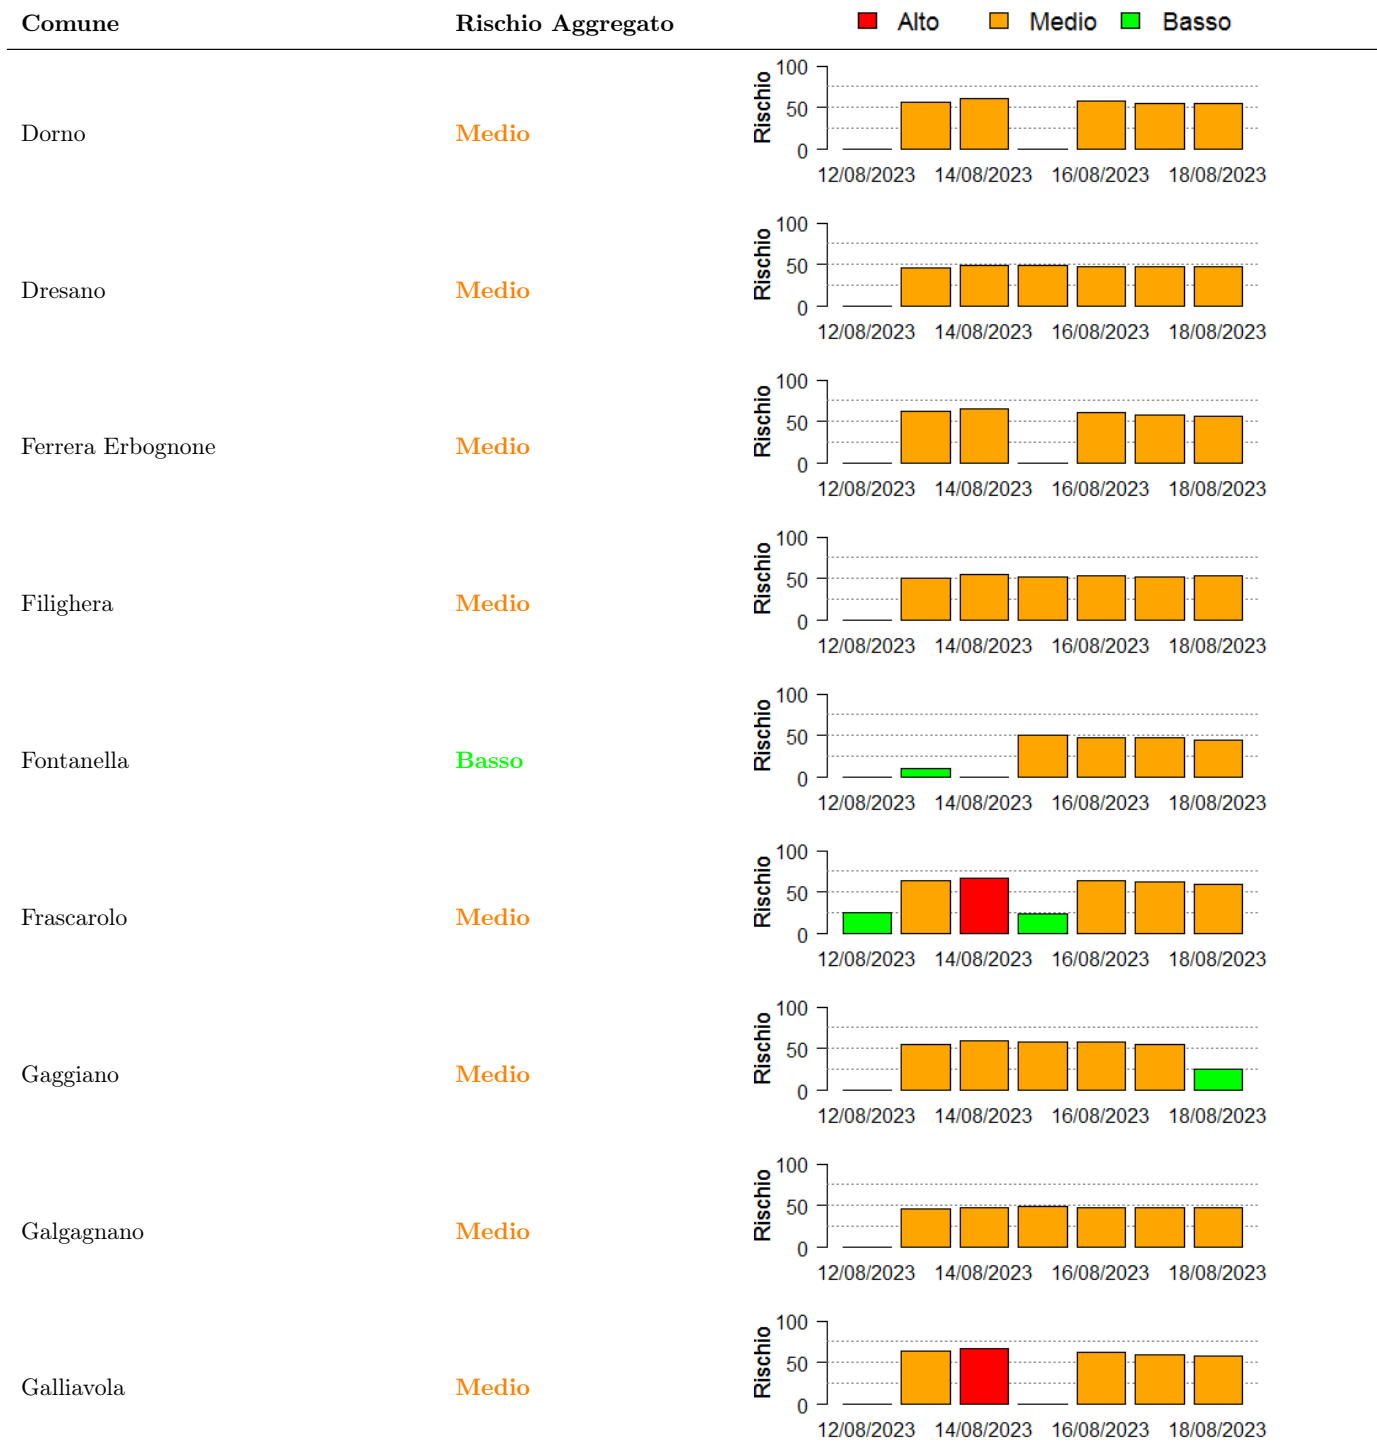 Comune Rischio Aggregato Alto Medio Basso
Dorno Medio
Rischio
100
50
0
12/08/2023 14/08/2023 16/08/2023 18/08/2023
Dresano Medio
Rischio
100
50
0
12/08/2023 14/08/2023 16/08/2023 18/08/2023
Ferrera Erbognone Medio
Rischio
100
50
0
12/08/2023 14/08/2023 16/08/2023 18/08/2023
Filighera Medio
Rischio
100
50
0
12/08/2023 14/08/2023 16/08/2023 18/08/2023
Fontanella Basso
Rischio
100
50
0
12/08/2023 14/08/2023 16/08/2023 18/08/2023
Frascarolo Medio
Rischio
100
50
0
12/08/2023 14/08/2023 16/08/2023 18/08/2023
Gaggiano Medio
Rischio
100
50
0
12/08/2023 14/08/2023 16/08/2023 18/08/2023
Galgagnano Medio
Rischio
100
50
0
12/08/2023 14/08/2023 16/08/2023 18/08/2023
Galliavola Medio
Rischio
100
50
0
12/08/2023 14/08/2023 16/08/2023 18/08/2023